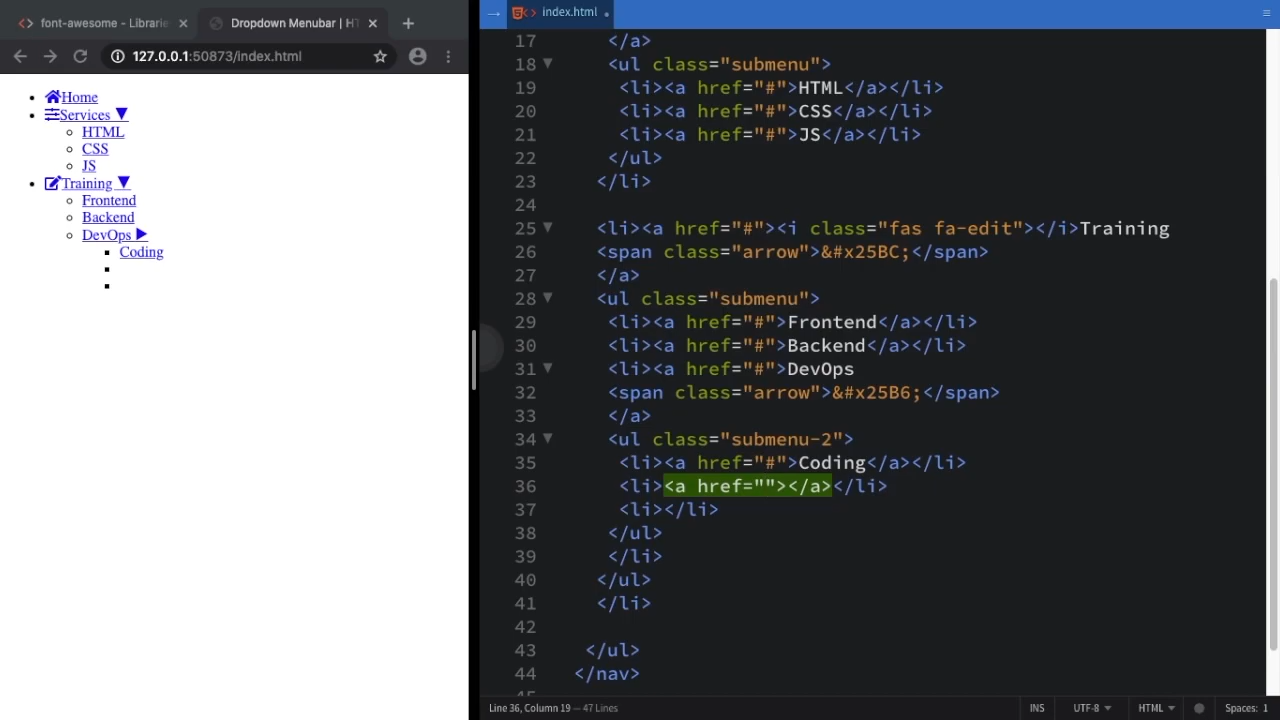 font-awesome - Librarie
Dropdown Menubar | HT
127.0.0.1:50873/index.html
Home
Services ▼
HTML
CSS
JS
Training ▼
Frontend
Backend
DevOps ▶
Coding
index.html
17 </a>
18 <ul class="submenu">
19 <li><a href="#">HTML</a></li>
20 <li><a href="#">CSS</a></li>
21 <li><a href="#">JS</a></li>
22 </ul>
23 </li>
24
25 <li><a href="#"><i class="fas fa-edit"></i>Training
26 <span class="arrow">&#x25BC;</span>
27 </a>
28 <ul class="submenu">
29 <li><a href="#">Frontend</a></li>
30 <li><a href="#">Backend</a></li>
31 <li><a href="#">DevOps
32 <span class="arrow">&#x25B6;</span>
33 </a>
34 <ul class="submenu-2">
35 <li><a href="#">Coding</a></li>
36 <li><a href=""></a></li>
37 <li></li>
38 </ul>
39 </li>
40 </ul>
41 </li>
42
43 </ul>
44 </nav>
Line 36, Column 19 — 47 Lines
INS
UTF-8
HTML
Spaces: 1